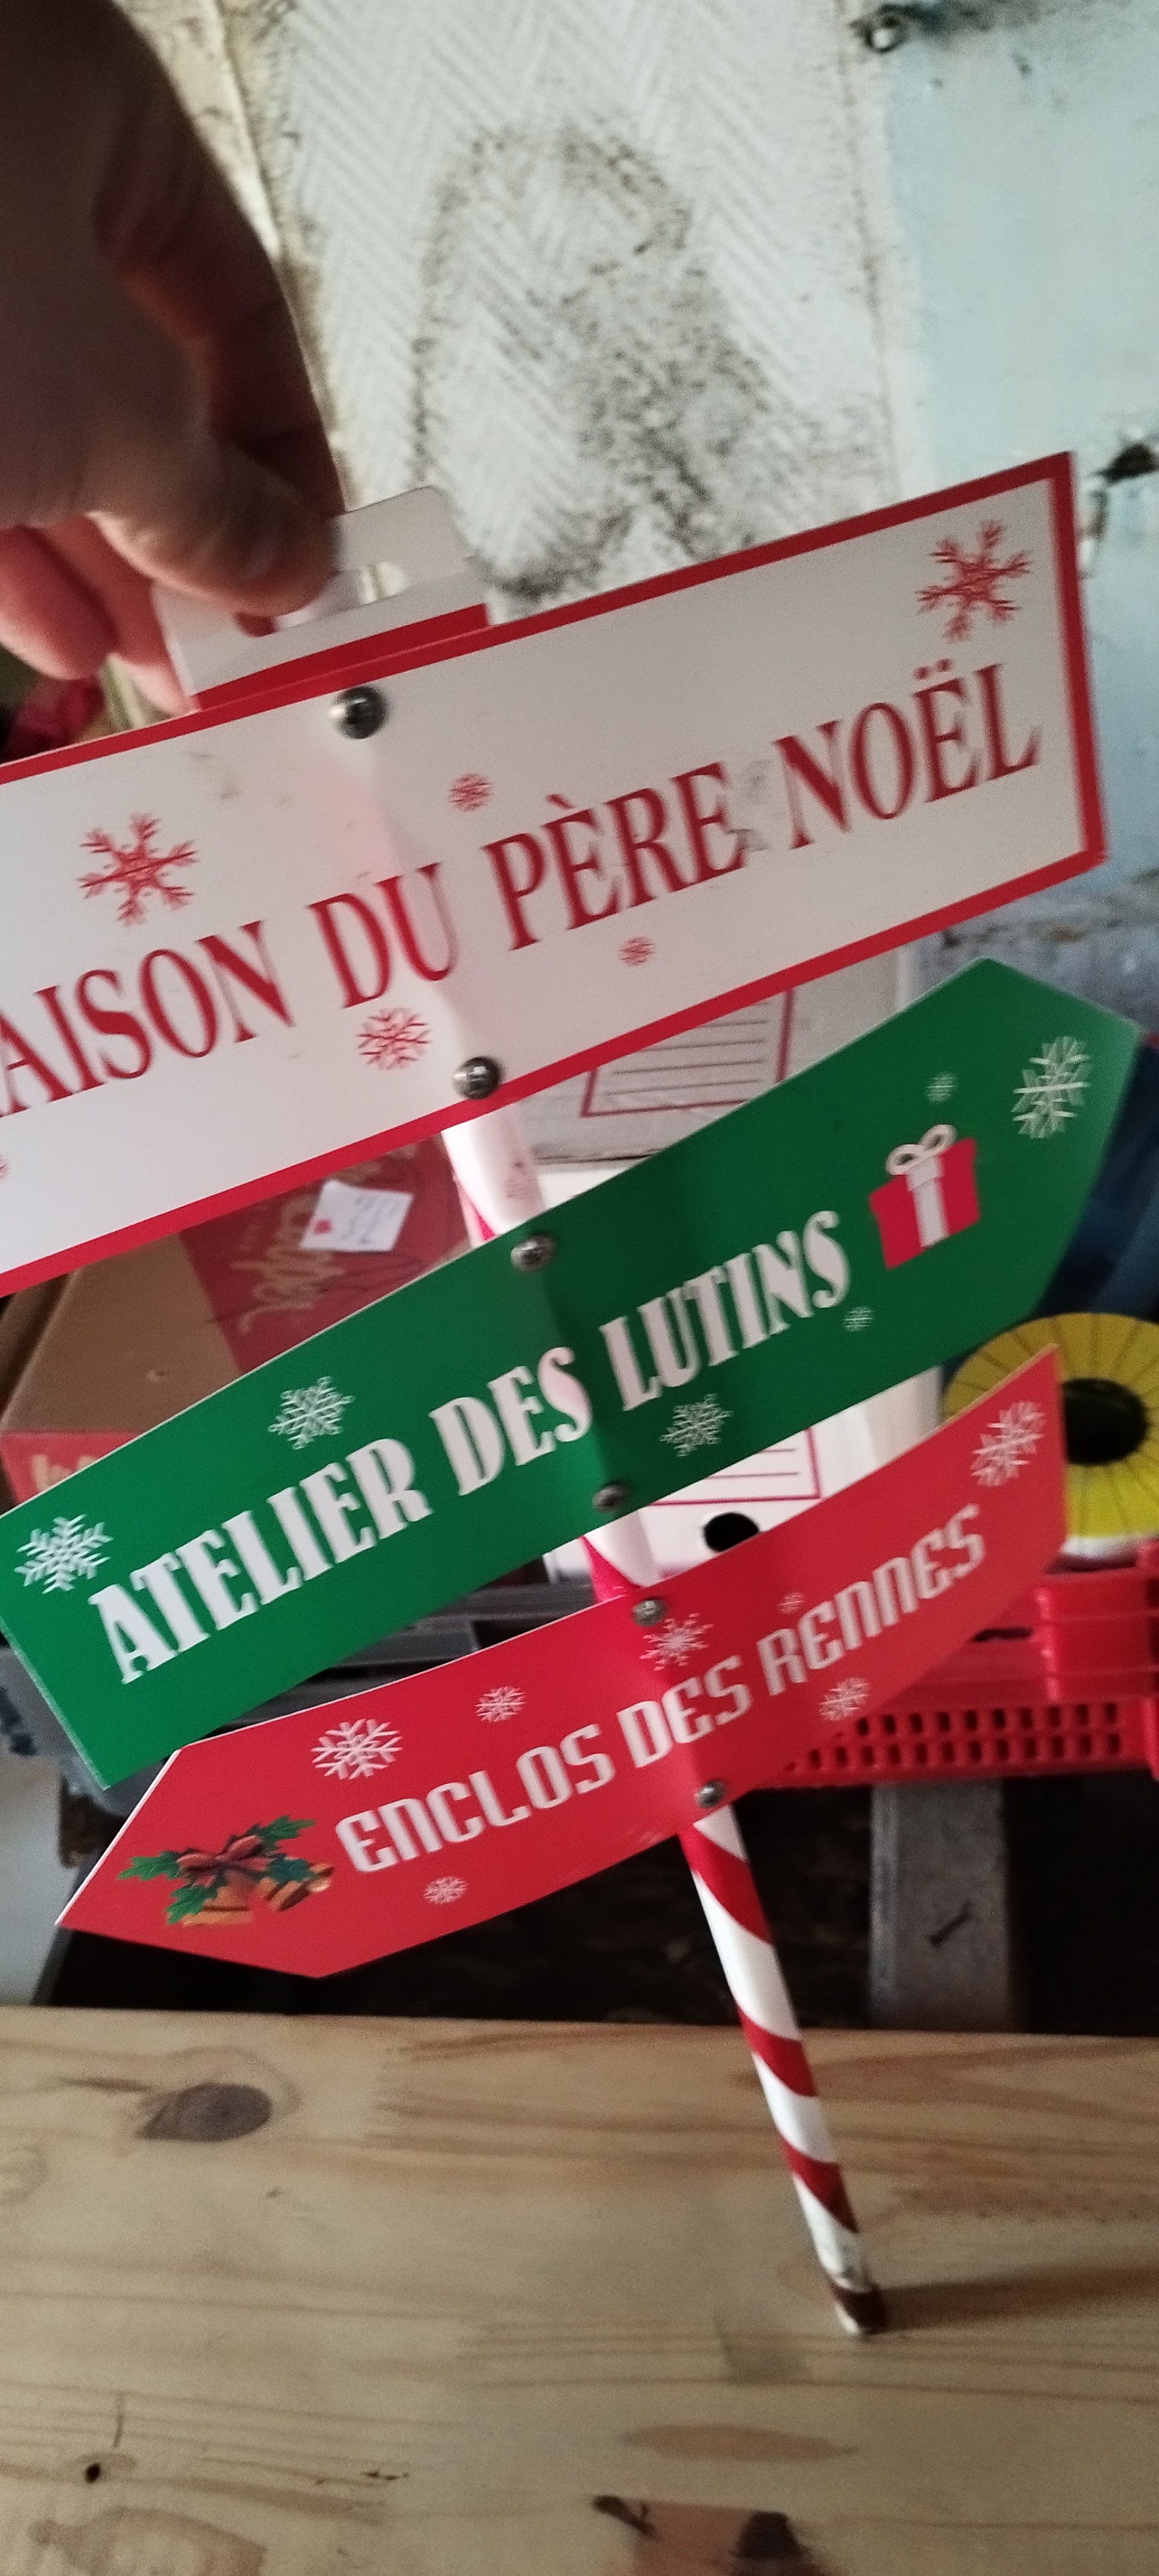 AISON DU PÈRE NOËL
ATELIER DES LUTINS
ENCLOS DES RENNES